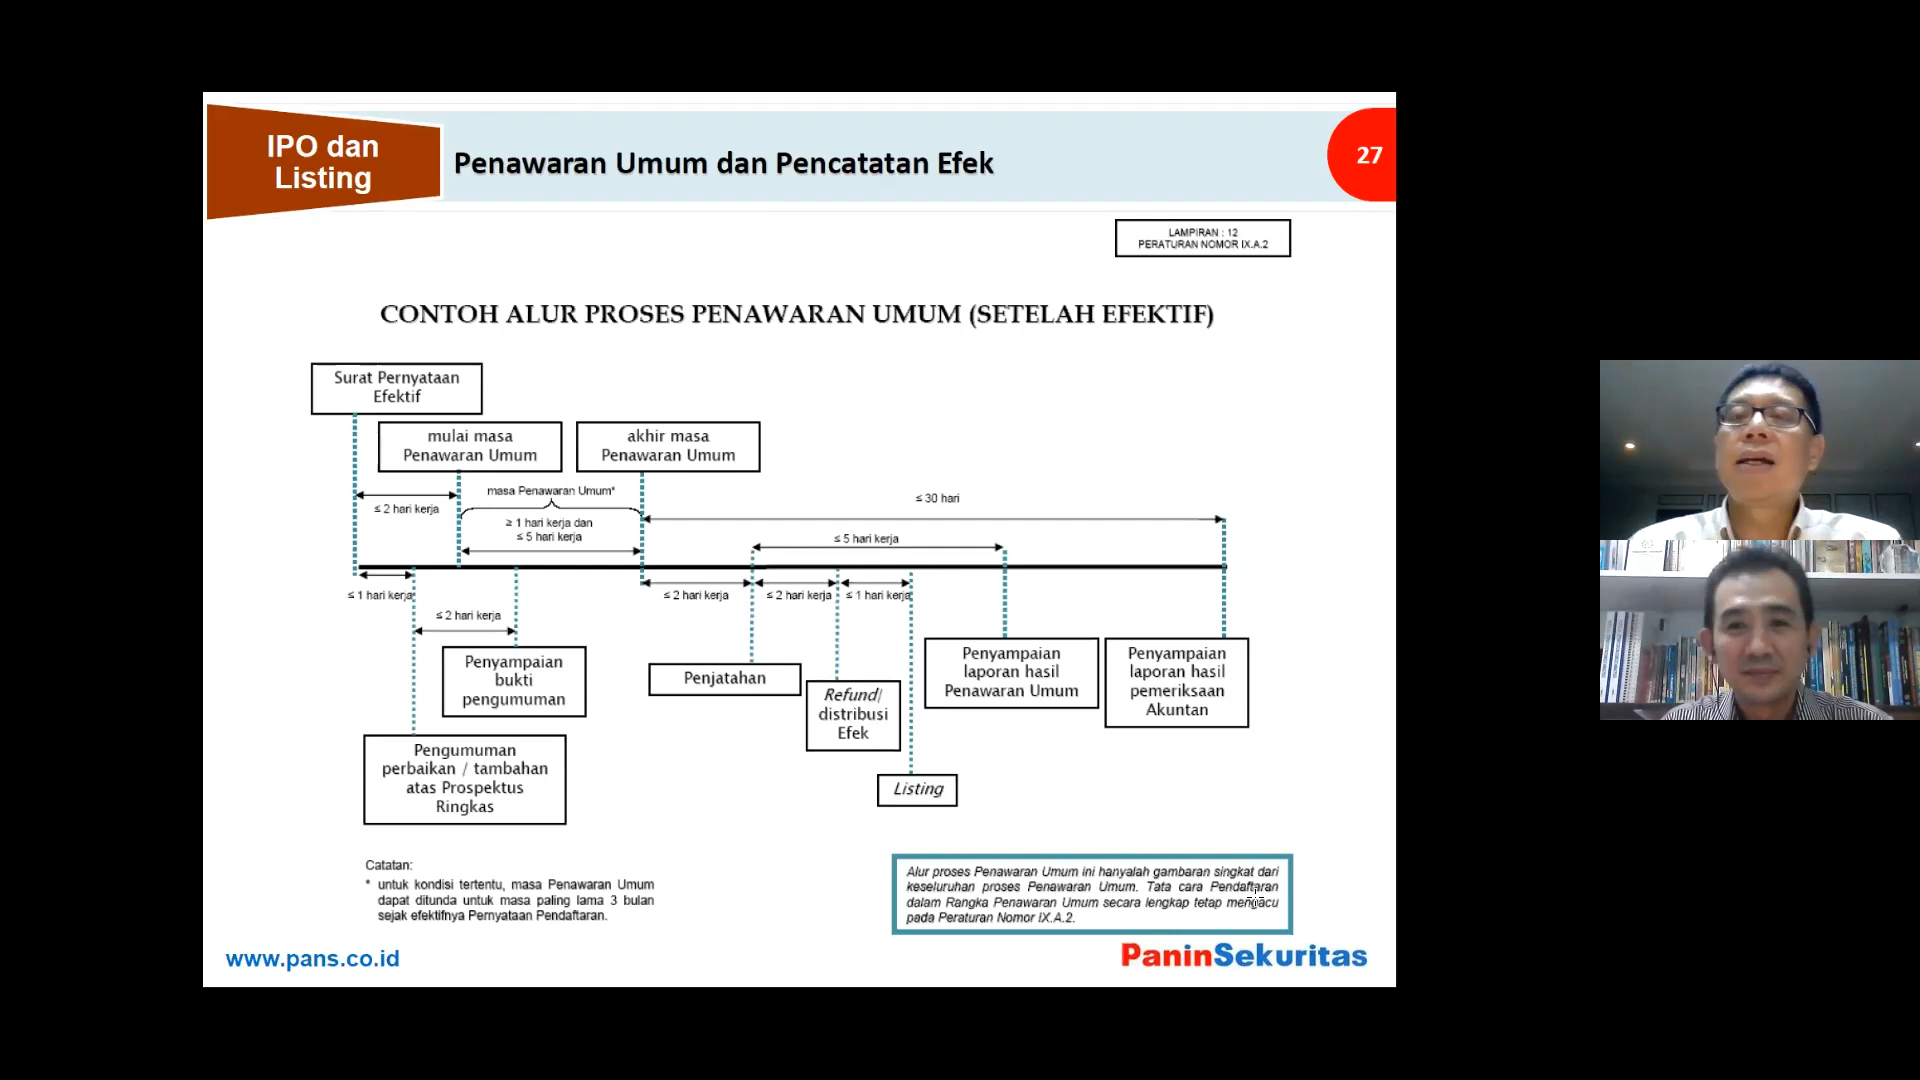 IPO dan
Listing
Penawaran Umum dan Pencatatan Efek
27
LAMPIRAN : 12
PERATURAN NOMOR IX.A.2
CONTOH ALUR PROSES PENAWARAN UMUM (SETELAH EFEKTIF)
Surat Pernyataan
Efektif
mulai masa
Penawaran Umum
akhir masa
Penawaran Umum
≤ 2 hari kerja
masa Penawaran Umum*
≥ 1 hari kerja dan
≤ 5 hari kerja
≤ 30 hari
≤ 5 hari kerja
≤ 1 hari kerja
≤ 2 hari kerja
≤ 2 hari kerja
≤ 2 hari kerja
≤ 1 hari kerja
Penyampaian
bukti
pengumuman
Pengumuman
perbaikan / tambahan
atas Prospektus
Ringkas
Penjatahan
Refund/
distribusi
Efek
Listing
Penyampaian
laporan hasil
Penawaran Umum
Penyampaian
laporan hasil
pemeriksaan
Akuntan
Catatan:
* untuk kondisi tertentu, masa Penawaran Umum
dapat ditunda untuk masa paling lama 3 bulan
sejak efektifnya Pernyataan Pendaftaran.
Alur proses Penawaran Umum ini hanyalah gambaran singkat dari
keseluruhan proses Penawaran Umum. Tata cara Pendaftaran
dalam Rangka Penawaran Umum secara lengkap tetap mengacu
pada Peraturan Nomor IX.A.2.
www.pans.co.id
PaninSekuritas